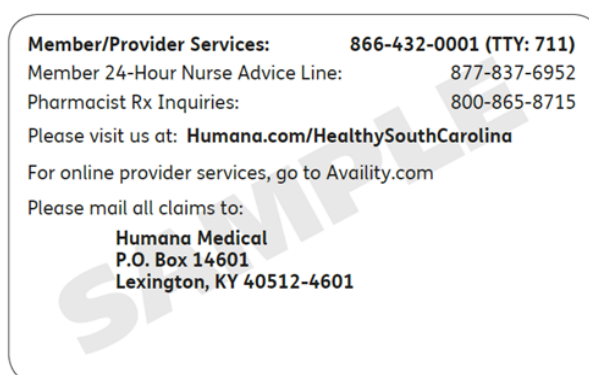 Member/Provider Services: 866-432-0001 (TTY: 711)
Member 24-Hour Nurse Advice Line: 877-837-6952
Pharmacist Rx Inquiries: 800-865-8715
Please visit us at: Humana.com/HealthySouthCarolina
For online provider services, go to Availity.com
Please mail all claims to:
Humana Medical
P.O. Box 14601
Lexington, KY 40512-4601
SAMPLE